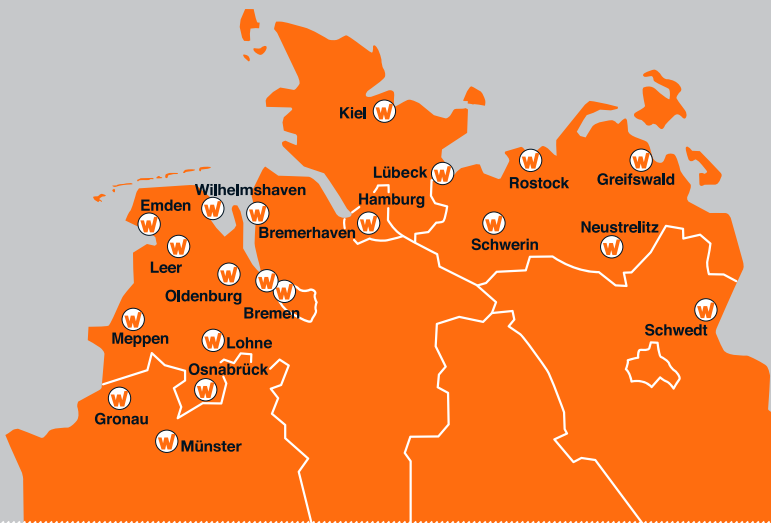 Kiel W
Lübeck W
W Rostock
W Greifswald
Wilhelmshaven W
Hamburg W
Emden W
W Bremerhaven
W Schwerin
Neustrelitz W
W Leer
W Oldenburg
W W Bremen
W Schwedt
W Meppen
W Lohne
Osnabrück W
W Gronau
W Münster